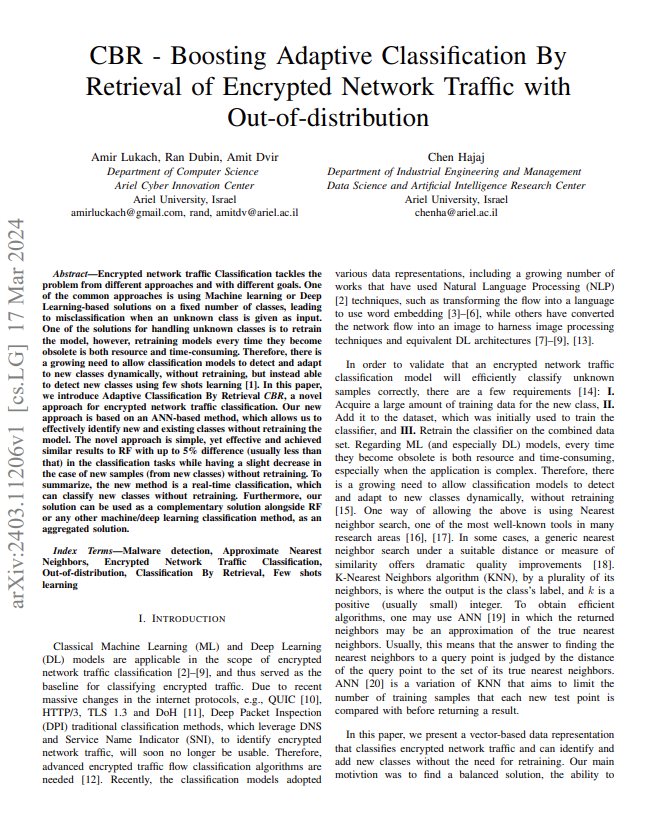 CBR - Boosting Adaptive Classification By
Retrieval of Encrypted Network Traffic with
Out-of-distribution
Amir Lukach, Ran Dubin, Amit Dvir
Department of Computer Science
Ariel Cyber Innovation Center
Ariel University, Israel
amirluckach@gmail.com, rand, amitdv@ariel.ac.il
Chen Hajaj
Department of Industrial Engineering and Management
Data Science and Artificial Intelligence Research Center
Ariel University, Israel
chenha@ariel.ac.il
arXiv:2403.11206v1 [cs.LG] 17 Mar 2024
Abstract—Encrypted network traffic Classification tackles the
problem from different approaches and with different goals. One
of the common approaches is using Machine learning or Deep
Learning-based solutions on a fixed number of classes, leading
to misclassification when an unknown class is given as input.
One of the solutions for handling unknown classes is to retrain
the model, however, retraining models every time they become
obsolete is both resource and time-consuming. Therefore, there is
a growing need to allow classification models to detect and adapt
to new classes dynamically, without retraining, but instead able
to detect new classes using few shots learning [1]. In this paper,
we introduce Adaptive Classification By Retrieval CBR, a novel
approach for encrypted network traffic classification. Our new
approach is based on an ANN-based method, which allows us to
effectively identify new and existing classes without retraining the
model. The novel approach is simple, yet effective and achieved
similar results to RF with up to 5% difference (usually less than
that) in the classification tasks while having a slight decrease
in the case of new samples (from new classes) without retraining. To
summarize, the new method is a real-time classification, which
can classify new classes without retraining. Furthermore, our
solution can be used as a complementary solution alongside RF
or any other machine/deep learning classification method, as an
aggregated solution.
Index Terms—Malware detection, Approximate Nearest
Neighbors, Encrypted Network Traffic Classification,
Out-of-distribution, Classification By Retrieval, Few shots
learning
I. INTRODUCTION
Classical Machine Learning (ML) and Deep Learning
(DL) models are applicable in the scope of encrypted
network traffic classification [2]–[9], and thus served as the
baseline for classifying encrypted traffic. Due to recent
massive changes in the internet protocols, e.g., QUIC [10],
HTTP/3, TLS 1.3 and DoH [11], Deep Packet Inspection
(DPI) traditional classification methods, which leverage DNS
and Service Name Indicator (SNI), to identify encrypted
network traffic, will soon no longer be usable. Therefore,
advanced encrypted traffic flow classification algorithms are
needed [12]. Recently, the classification models adopted
various data representations, including a growing number of
works that have used Natural Language Processing (NLP)
[2] techniques, such as transforming the flow into a language
to use word embedding [3]–[6], while others have converted
the network flow into an image to harness image processing
techniques and equivalent DL architectures [7]–[9], [13].
In order to validate that an encrypted network traffic
classification model will efficiently classify unknown
samples correctly, there are a few requirements [14]: I.
Acquire a large amount of training data for the new class, II.
Add it to the dataset, which was initially used to train the
classifier, and III. Retrain the classifier on the combined data
set. Regarding ML (and especially DL) models, every time
they become obsolete is both resource and time-consuming,
especially when the application is complex. Therefore, there
is a growing need to allow classification models to detect
and adapt to new classes dynamically, without retraining
[15]. One way of allowing the above is using Nearest
neighbor search, one of the most well-known tools in many
research areas [16], [17]. In some cases, a generic nearest
neighbor search under a suitable distance or measure of
similarity offers dramatic quality improvements [18].
K-Nearest Neighbors algorithm (KNN), by a plurality of its
neighbors, is where the output is the class's label, and k is a
positive (usually small) integer. To obtain efficient
algorithms, one may use ANN [19] in which the returned
neighbors may be an approximation of the true nearest
neighbors. Usually, this means that the answer to finding the
nearest neighbors to a query point is judged by the distance
of the query point to the set of its true nearest neighbors.
ANN [20] is a variation of KNN that aims to limit the
number of training samples that each new test point is
compared with before returning a result.
In this paper, we present a vector-based data representation
that classifies encrypted network traffic and can identify and
add new classes without the need for retraining. Our main
motivtion was to find a balanced solution, the ability to